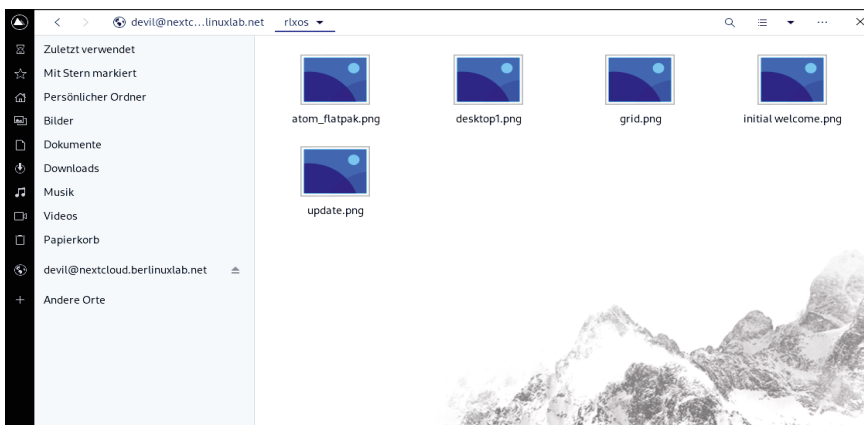 devil@nextc...linuxlab.net rlxos
Zuletzt verwendet
Mit Stern markiert
Persönlicher Ordner
Bilder
Dokumente
Downloads
Musik
Videos
Papierkorb
devil@nextcloud.berlinuxlab.net
Andere Orte
atom_flatpak.png desktop1.png grid.png initial welcome.png
update.png